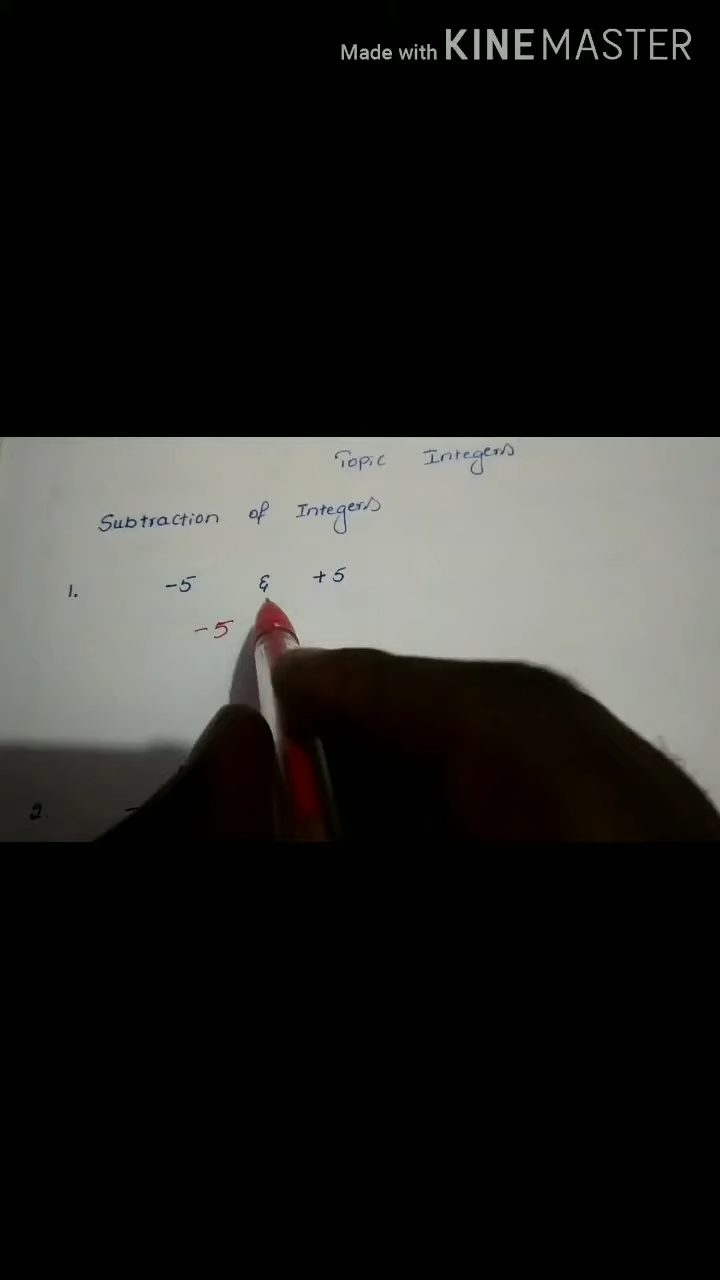 Made with KINEMASTER
Topic Integers
Subtraction of Integers
1. -5 & +5
-5
2. -